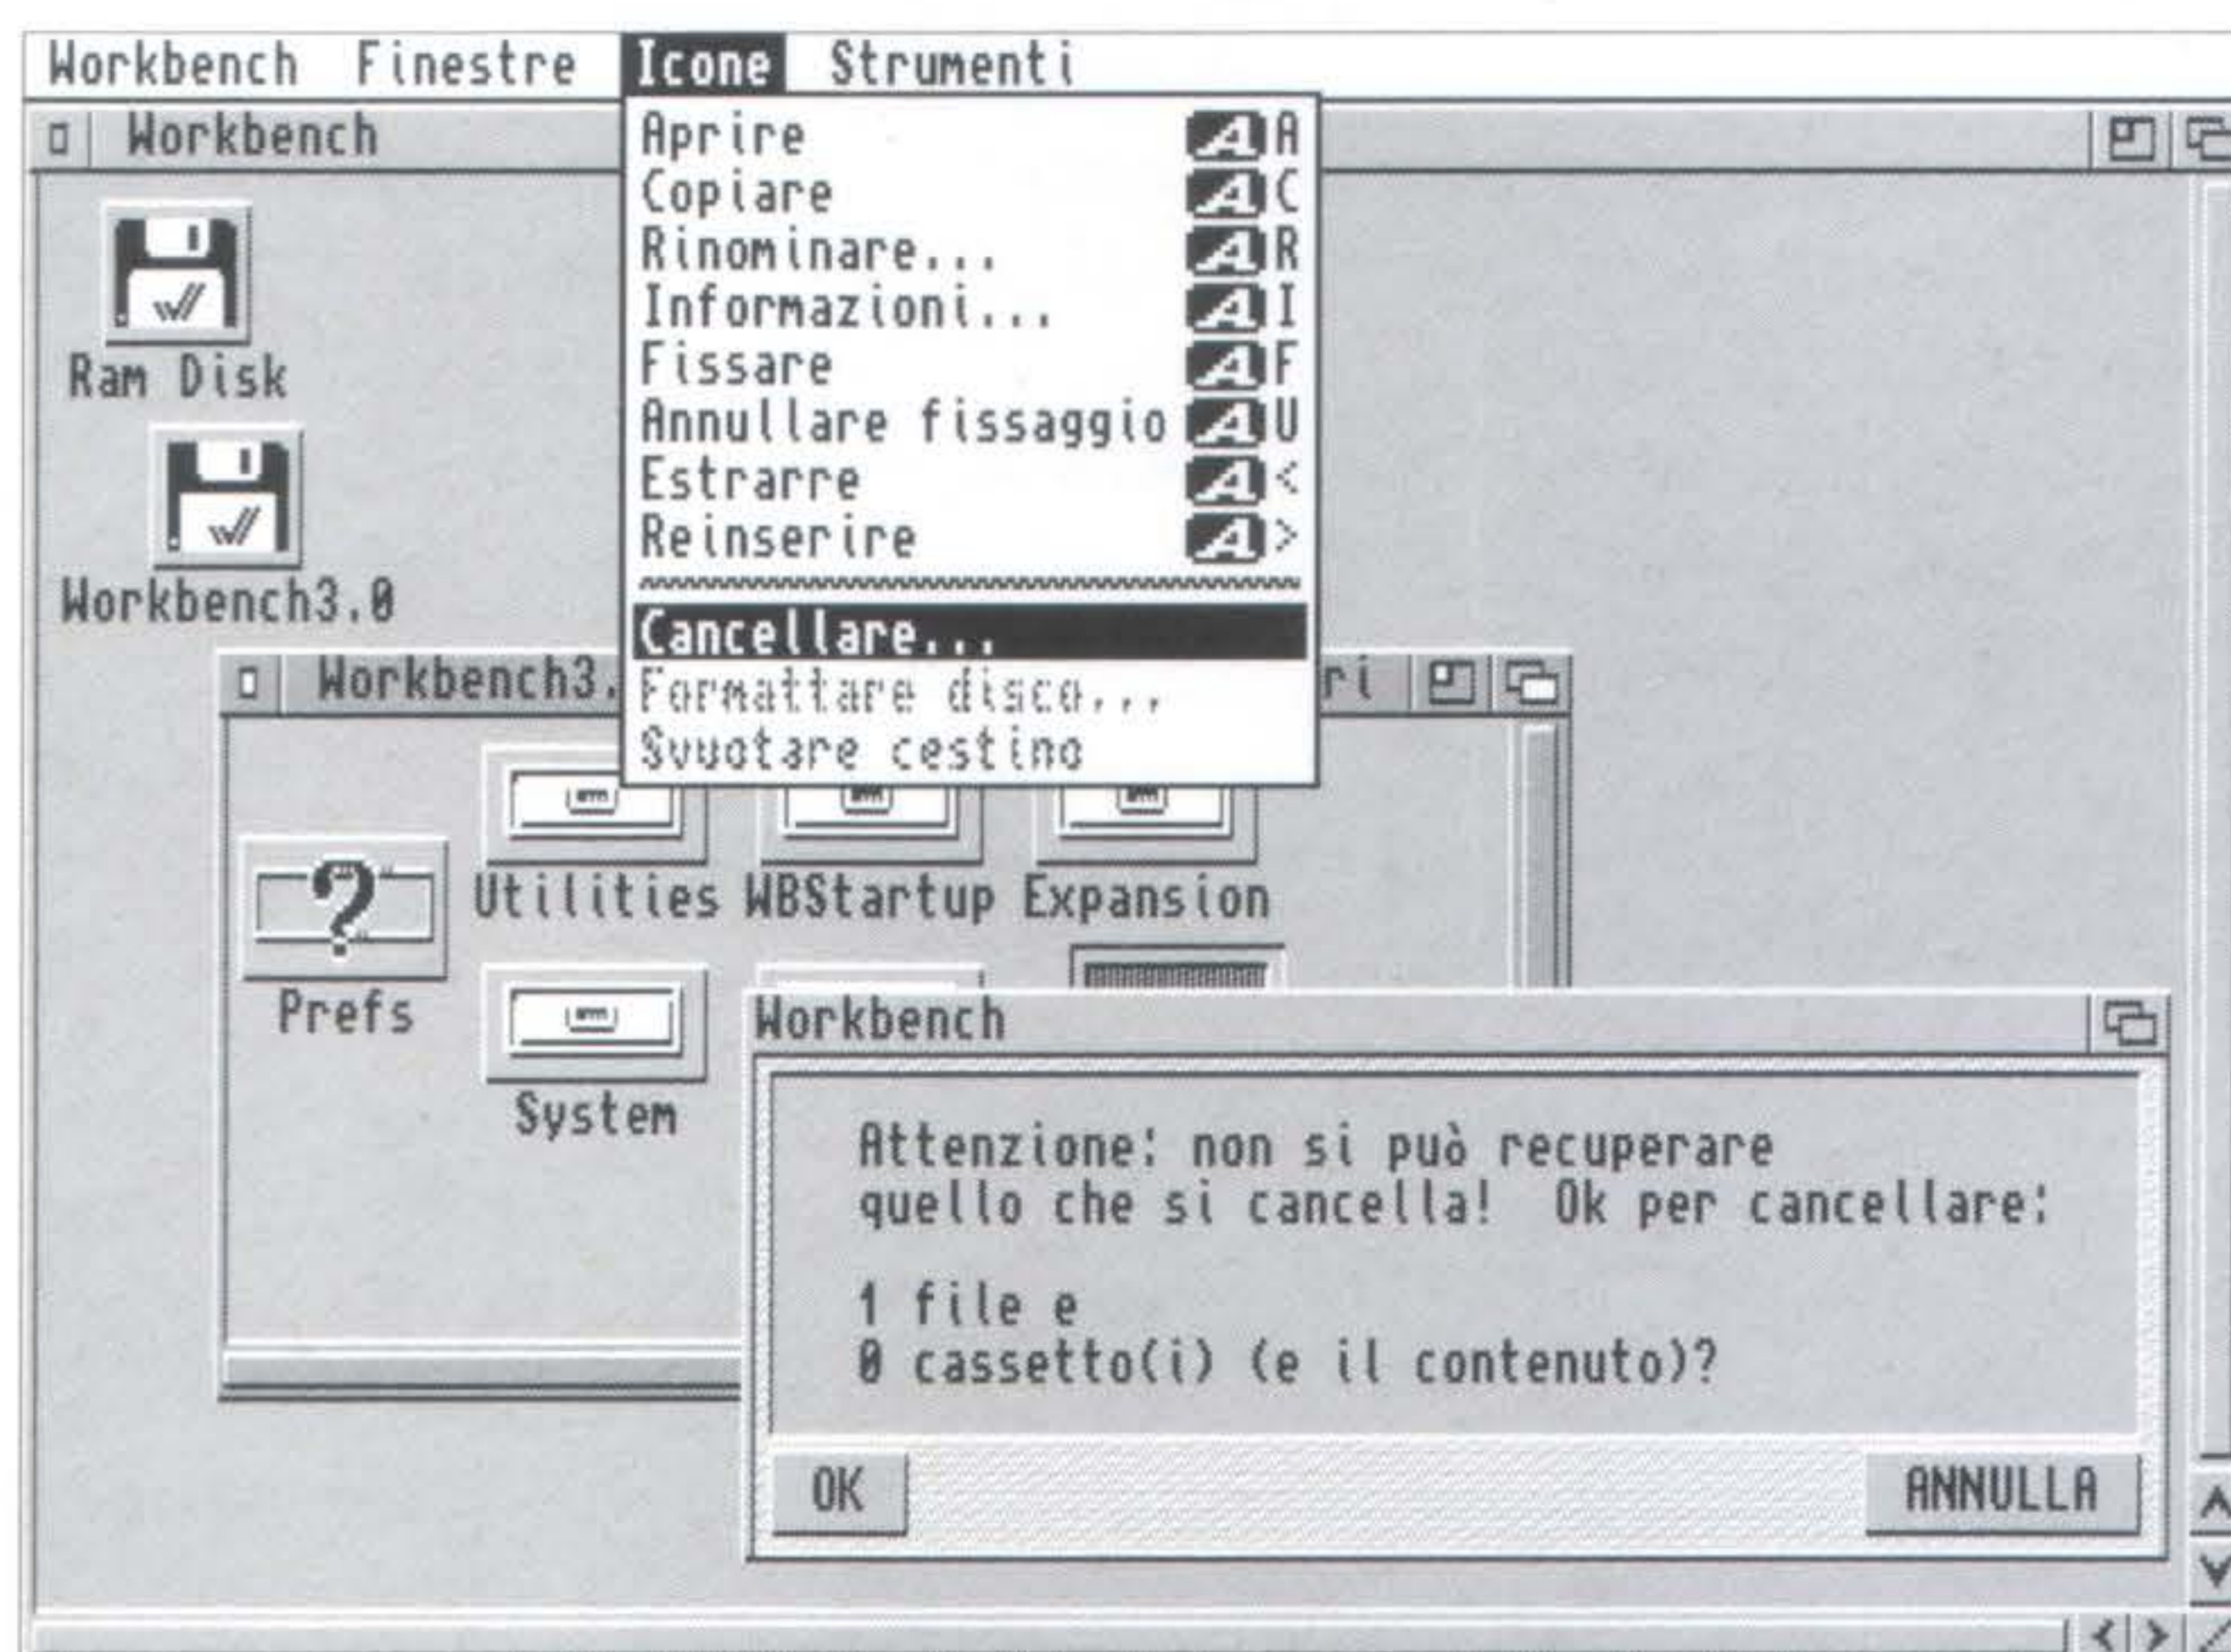 Workbench Finestre Icone Strumenti
Workbench
Aprire A A
Copiare A C
Rinominare... A R
Informazioni... A I
Fissare A F
Annullare fissaggio A U
Estrarre A <
Reinserire A >
Cancellare...
Formattare disco...
Svuotare cestino
Ram Disk
Workbench3.0
Workbench3.
Utilities WBStartup Expansion
Prefs
System
Workbench
Attenzione: non si può recuperare
quello che si cancella! Ok per cancellare:
1 file e
0 cassetto(i) (e il contenuto)?
OK ANNULLA